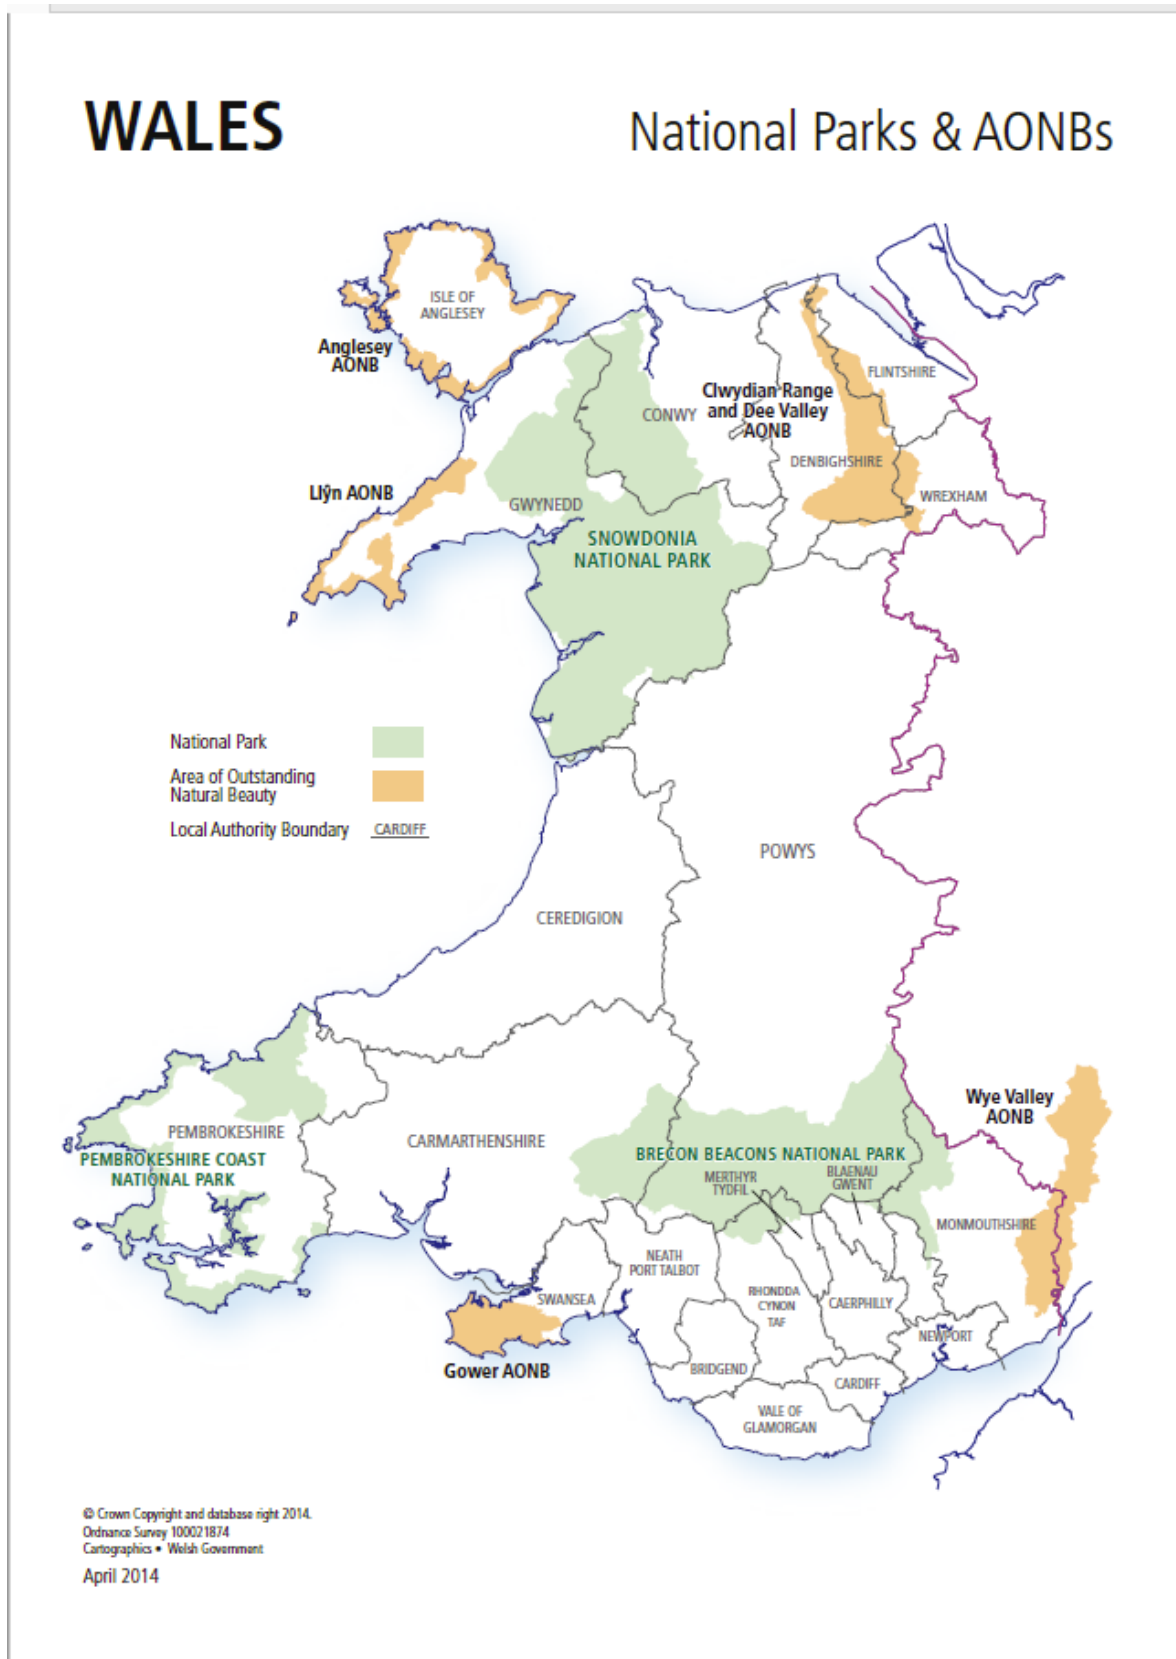 WALES
National Parks & AONBs
ISLE OF
ANGLESEY
Anglesey
AONB
FLINTSHIRE
Clwydian Range
and Dee Valley
AONB
CONWY
DENBIGHSHIRE
WREXHAM
Llŷn AONB
GWYNEDD
SNOWDONIA
NATIONAL PARK
National Park
Area of Outstanding
Natural Beauty
Local Authority Boundary CARDIFF
POWYS
CEREDIGION
Wye Valley
AONB
PEMBROKESHIRE
CARMARTHENSHIRE
PEMBROKESHIRE COAST
NATIONAL PARK
BRECON BEACONS NATIONAL PARK
MERTHYR
TYDFIL
BLAENAU
GWENT
MONMOUTHSHIRE
NEATH
PORT TALBOT
SWANSEA
RHONDDA
CYNON
TAF
CAERPHILLY
NEWPORT
Gower AONB
BRIDGEND
CARDIFF
VALE OF
GLAMORGAN
© Crown Copyright and database right 2014.
Ordnance Survey 100021874
Cartographics • Welsh Government
April 2014